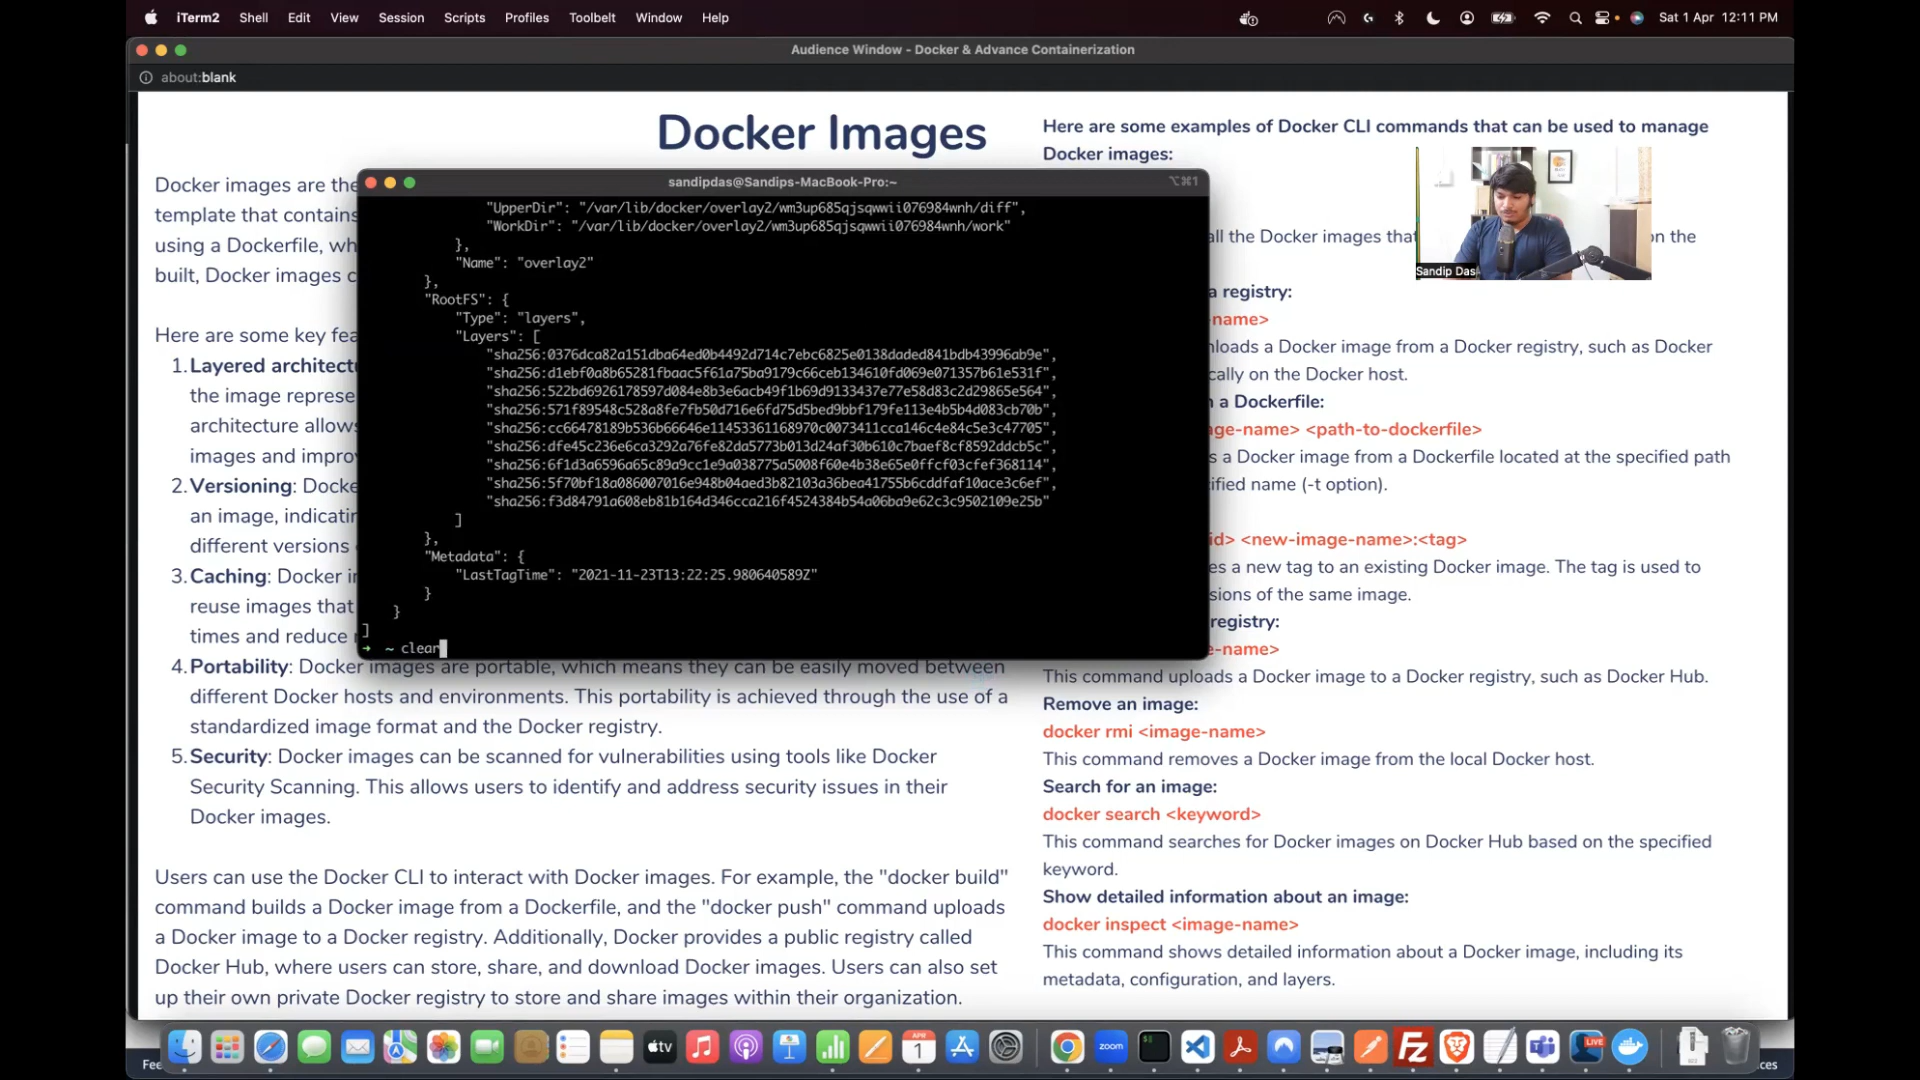 iTerm2 Shell Edit View Session Scripts Profiles Toolbelt Window Help Sat 1 Apr 12:11 PM
Audience Window - Docker & Advance Containerization
about:blank
Docker Images
Docker images are the
template that contains
using a Dockerfile, wh
built, Docker images c
Here are some key fea
1. Layered architectu
the image represe
architecture allows
images and improv
2. Versioning: Docke
an image, indicatin
different versions
3. Caching: Docker i
reuse images that
times and reduce
4. Portability: Docker images are portable, which means they can be easily moved between
different Docker hosts and environments. This portability is achieved through the use of a
standardized image format and the Docker registry.
5. Security: Docker images can be scanned for vulnerabilities using tools like Docker
Security Scanning. This allows users to identify and address security issues in their
Docker images.
Users can use the Docker CLI to interact with Docker images. For example, the "docker build"
command builds a Docker image from a Dockerfile, and the "docker push" command uploads
a Docker image to a Docker registry. Additionally, Docker provides a public registry called
Docker Hub, where users can store, share, and download Docker images. Users can also set
up their own private Docker registry to store and share images within their organization.
sandipdas@Sandips-MacBook-Pro:~ ⌥⌘1
"UpperDir": "/var/lib/docker/overlay2/wm3up685qjsqwwii076984wnh/diff",
"WorkDir": "/var/lib/docker/overlay2/wm3up685qjsqwwii076984wnh/work"
},
"Name": "overlay2"
},
"RootFS": {
"Type": "layers",
"Layers": [
"sha256:0376dca82a151dba64ed0b4492d714c7ebc6825e0138daded841bdb43996ab9e",
"sha256:d1ebf0a8b65281fbaac5f61a75ba9179c66ceb134610fd069e071357b61e531f",
"sha256:522bd6926178597d084e8b3e6acb49f1b69d9133437e77e58d83c2d29865e564",
"sha256:571f89548c528a8fe7fb50d716e6fd75d5bed9bbf179fe113e4b5b4d083cb70b",
"sha256:cc66478189b536b66646e11453361168970c0073411cca146c4e84c5e3c47705",
"sha256:dfe45c236e6ca3292a76fe82da5773b013d24af30b610c7baef8cf8592ddcb5c",
"sha256:6f1d3a6596a65c89a9cc1e9a038775a5008f60e4b38e65e0ffcf03cfef368114",
"sha256:5f70bf18a086007016e948b04aed3b82103a36bea41755b6cddfaf10ace3c6ef",
"sha256:f3d84791a608eb81b164d346cca216f4524384b54a06ba9e62c3c9502109e25b"
]
},
"Metadata": {
"LastTagTime": "2021-11-23T13:22:25.980640589Z"
}
}
]
➜ ~ clear
Here are some examples of Docker CLI commands that can be used to manage
Docker images:
Sandip Das
all the Docker images that on the
a registry:
-name>
nloads a Docker image from a Docker registry, such as Docker
cally on the Docker host.
a Dockerfile:
ge-name> <path-to-dockerfile>
s a Docker image from a Dockerfile located at the specified path
cified name (-t option).
id> <new-image-name>:<tag>
es a new tag to an existing Docker image. The tag is used to
sions of the same image.
registry:
e-name>
This command uploads a Docker image to a Docker registry, such as Docker Hub.
Remove an image:
docker rmi <image-name>
This command removes a Docker image from the local Docker host.
Search for an image:
docker search <keyword>
This command searches for Docker images on Docker Hub based on the specified
keyword.
Show detailed information about an image:
docker inspect <image-name>
This command shows detailed information about a Docker image, including its
metadata, configuration, and layers.
Fee
tv
APR
1
zoom
LIVE
ces